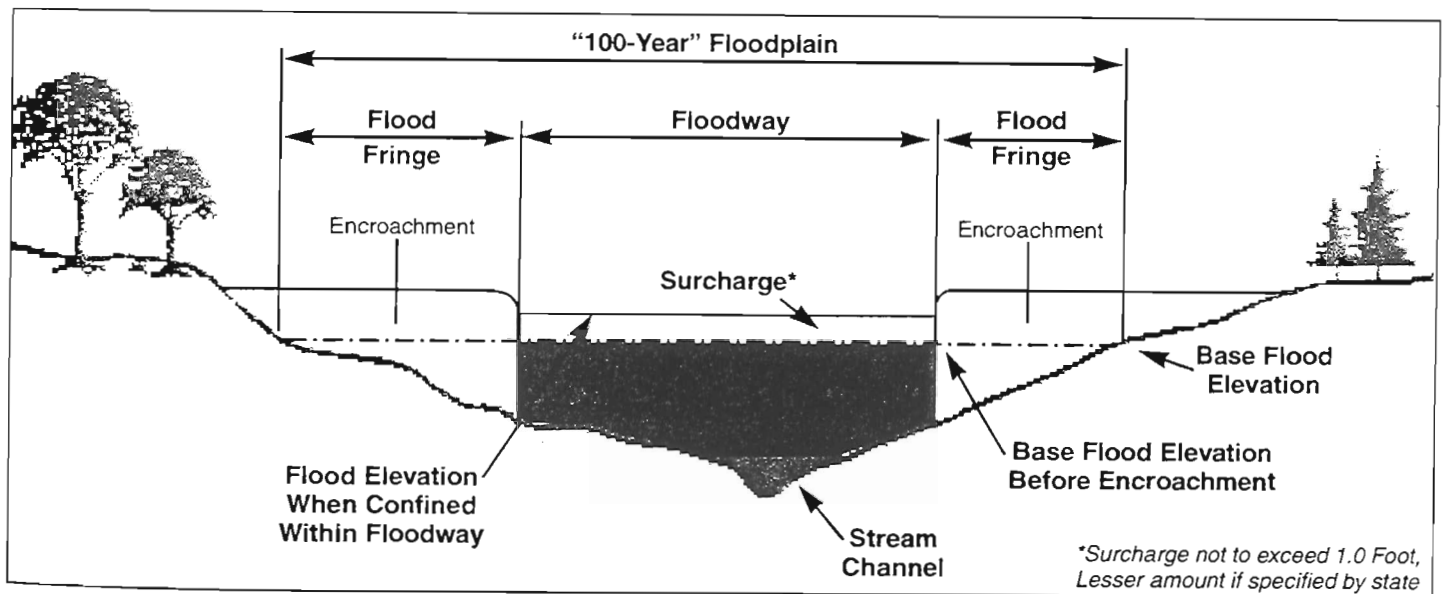 “100-Year” Floodplain
Flood
Fringe
Floodway
Flood
Fringe
Encroachment
Encroachment
Surcharge*
Base Flood
Elevation
Flood Elevation
When Confined
Within Floodway
Base Flood Elevation
Before Encroachment
Stream
Channel
*Surcharge not to exceed 1.0 Foot,
Lesser amount if specified by state